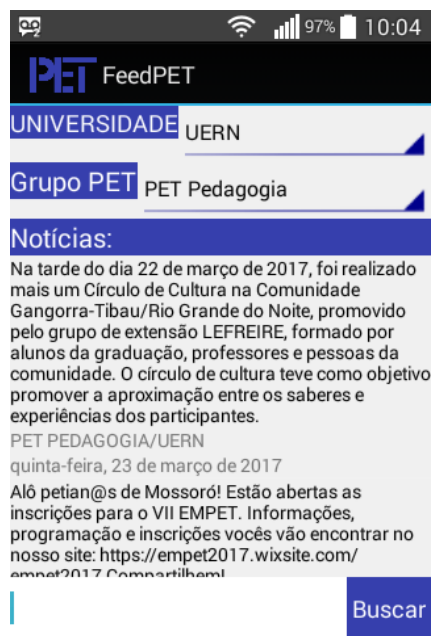 97% 10:04
PET FeedPET
UNIVERSIDADE UERN
Grupo PET PET Pedagogia
Notícias:
Na tarde do dia 22 de março de 2017, foi realizado
mais um Círculo de Cultura na Comunidade
Gangorra-Tibau/Rio Grande do Noite, promovido
pelo grupo de extensão LEFREIRE, formado por
alunos da graduação, professores e pessoas da
comunidade. O círculo de cultura teve como objetivo
promover a aproximação entre os saberes e
experiências dos participantes.
PET PEDAGOGIA/UERN
quinta-feira, 23 de março de 2017
Alô petian@s de Mossoró! Estão abertas as
inscrições para o VII EMPET. Informações,
programação e inscrições vocês vão encontrar no
nosso site: https://empet2017.wixsite.com/
empet2017 Compartilhem!
Buscar